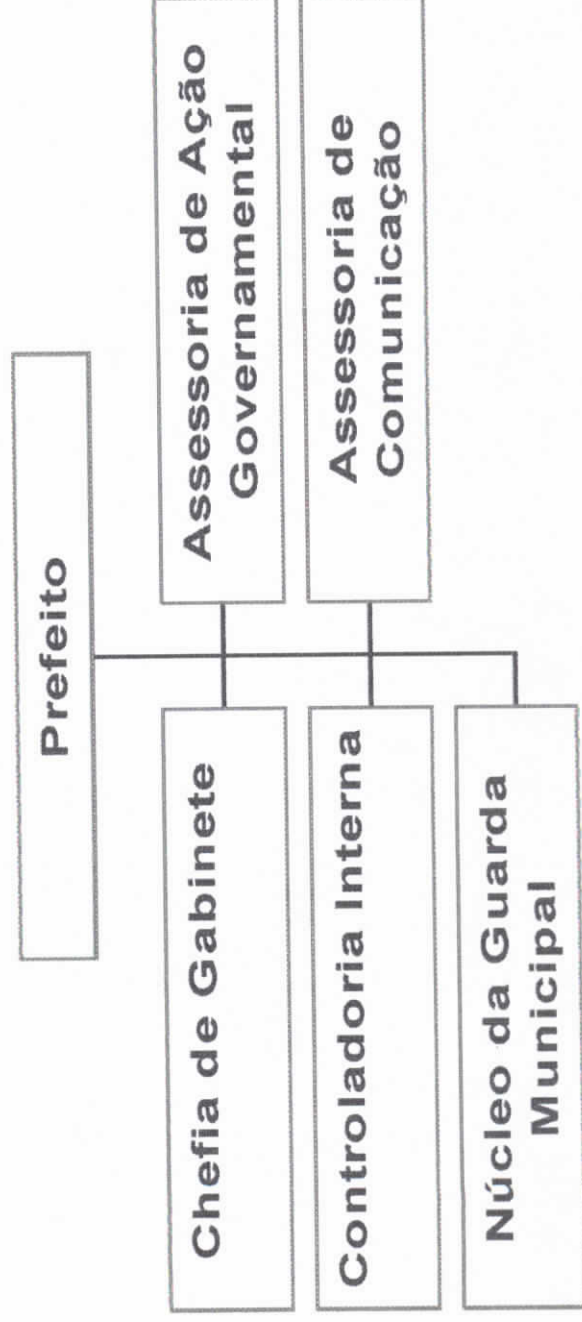 Prefeito
Chefia de Gabinete
Assessoria de Ação
Governamental
Controladoria Interna
Assessoria de
Comunicação
Núcleo da Guarda
Municipal